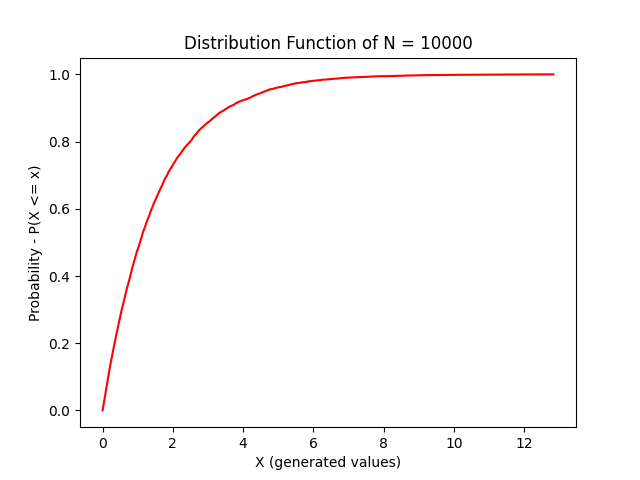 Distribution Function of N = 10000
1.0
0.8
0.6
0.4
0.2
0.0
Probability - P(X <= x)
0 2 4 6 8 10 12
X (generated values)